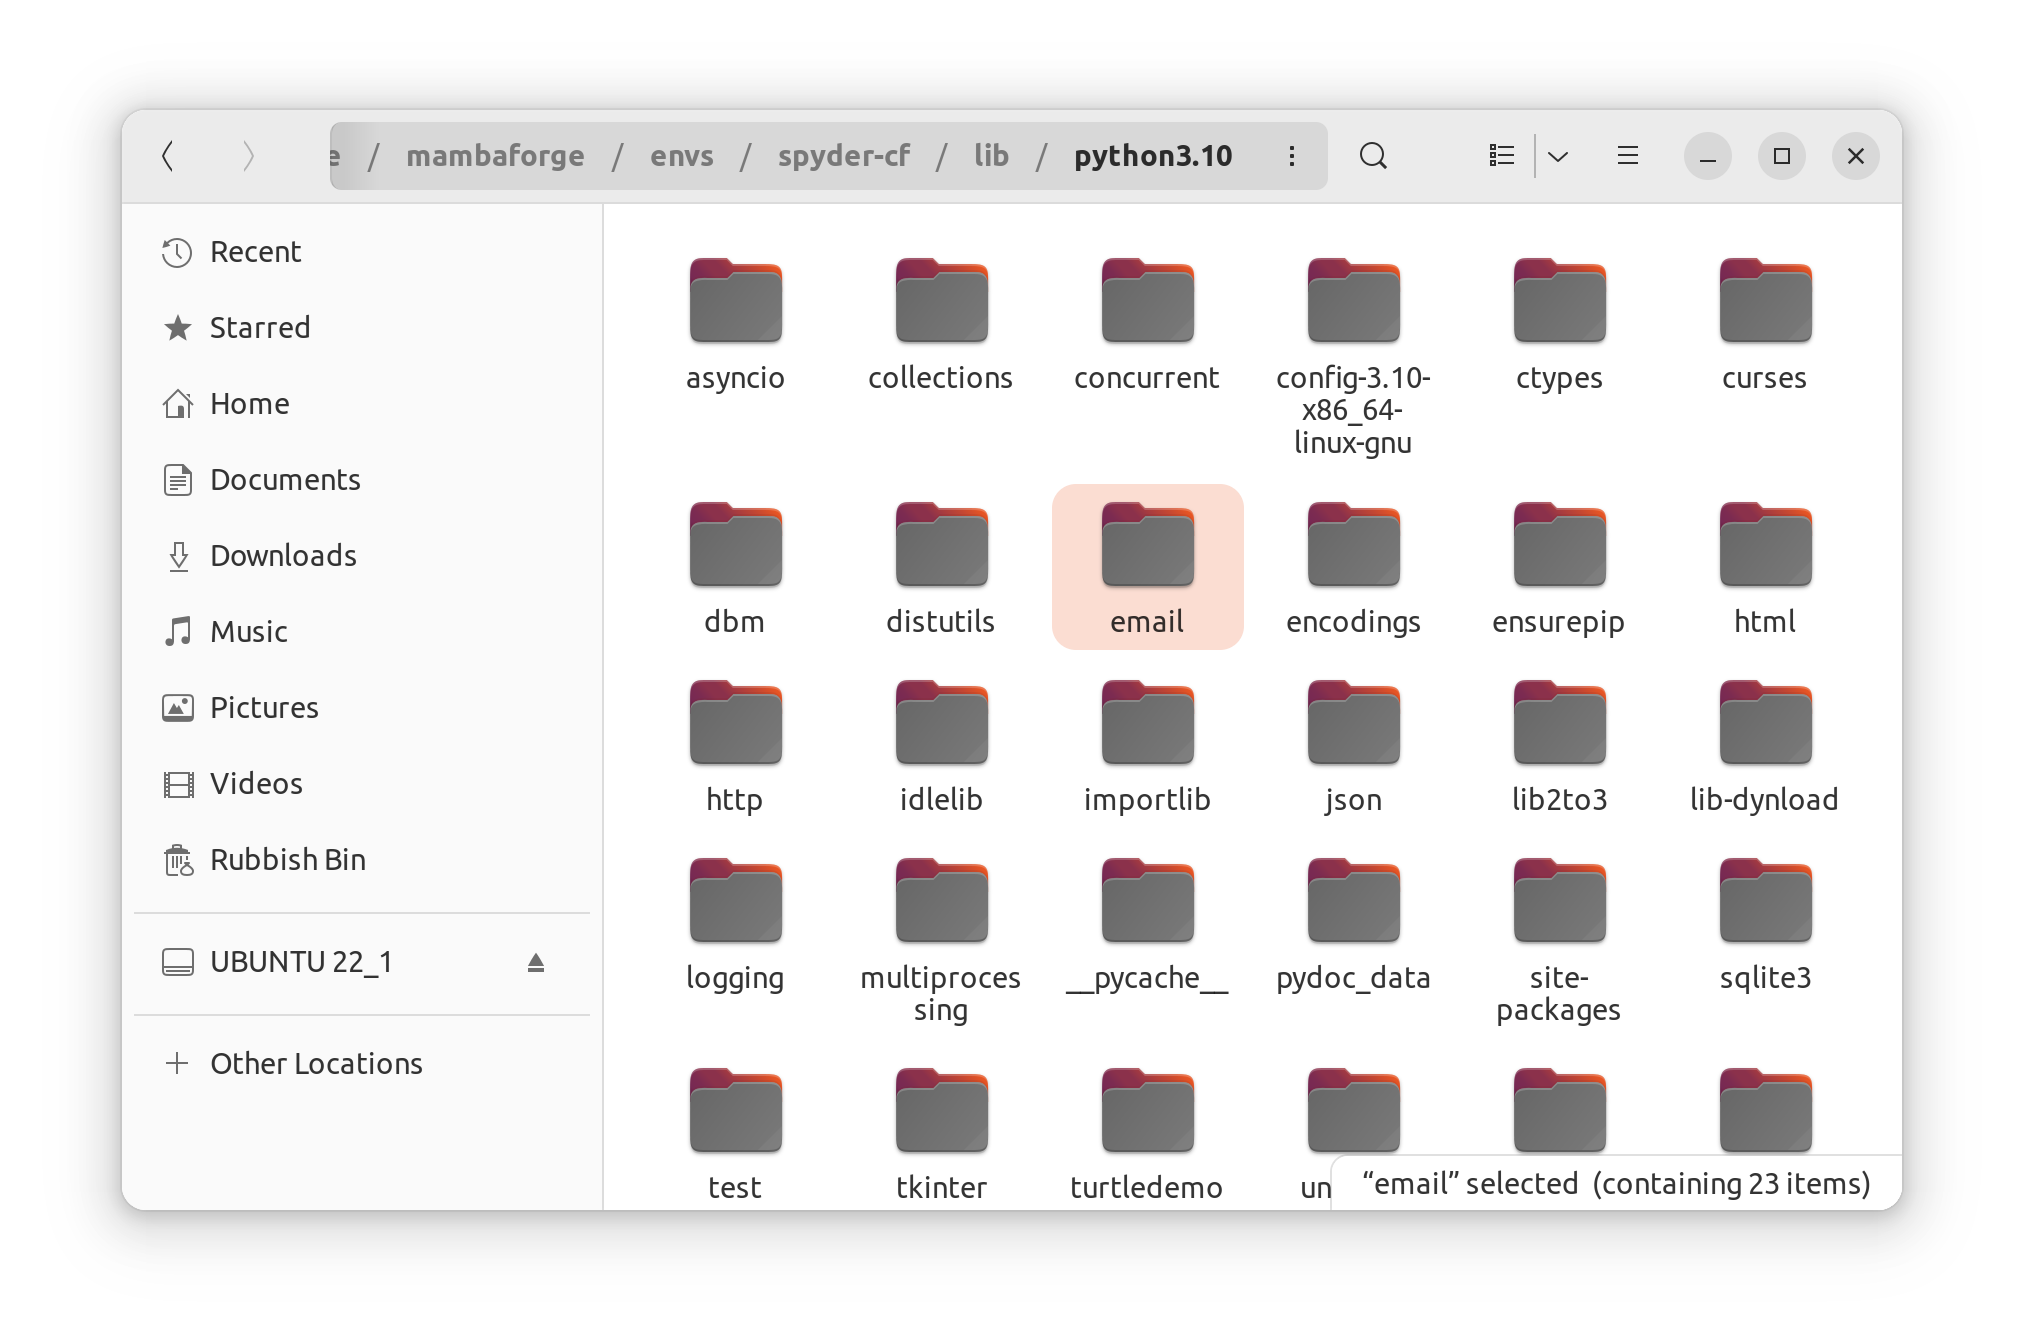 e / mambaforge / envs / spyder-cf / lib / python3.10
Recent
Starred
Home
Documents
Downloads
Music
Pictures
Videos
Rubbish Bin
UBUNTU 22_1
Other Locations
asyncio
collections
concurrent
config-3.10-
x86_64-
linux-gnu
ctypes
curses
dbm
distutils
email
encodings
ensurepip
html
http
idlelib
importlib
json
lib2to3
lib-dynload
logging
multiproces
sing
__pycache__
pydoc_data
site-
packages
sqlite3
test
tkinter
turtledemo
un
“email” selected (containing 23 items)